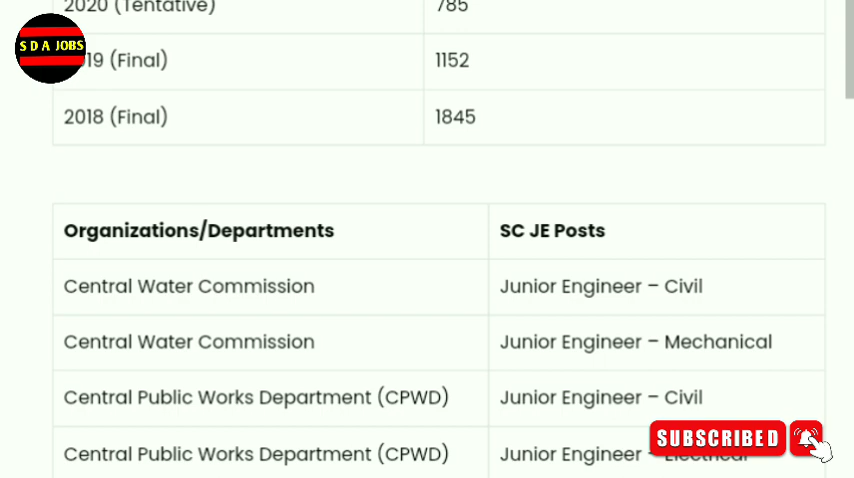 2020 (Tentative) 785
S D A JOBS
19 (Final) 1152
2018 (Final) 1845
Organizations/Departments SC JE Posts
Central Water Commission Junior Engineer – Civil
Central Water Commission Junior Engineer – Mechanical
Central Public Works Department (CPWD) Junior Engineer – Civil
SUBSCRIBED
Central Public Works Department (CPWD) Junior Engineer – Electrical